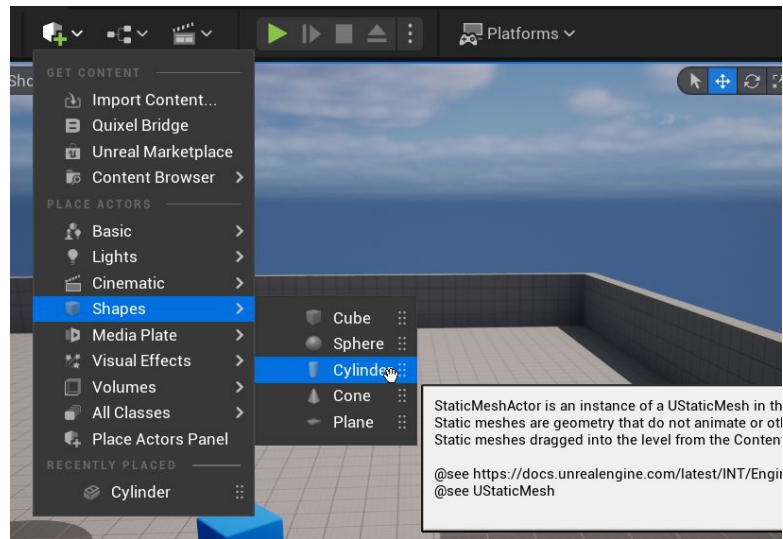 Platforms
Sho
GET CONTENT
Import Content...
Quixel Bridge
Unreal Marketplace
Content Browser
PLACE ACTORS
Basic
Lights
Cinematic
Shapes
Media Plate
Visual Effects
Volumes
All Classes
Place Actors Panel
RECENTLY PLACED
Cylinder
Cube
Sphere
Cylinder
Cone
Plane
StaticMeshActor is an instance of a UStaticMesh in th
Static meshes are geometry that do not animate or oth
Static meshes dragged into the level from the Conten
@see https://docs.unrealengine.com/latest/INT/Engin
@see UStaticMesh